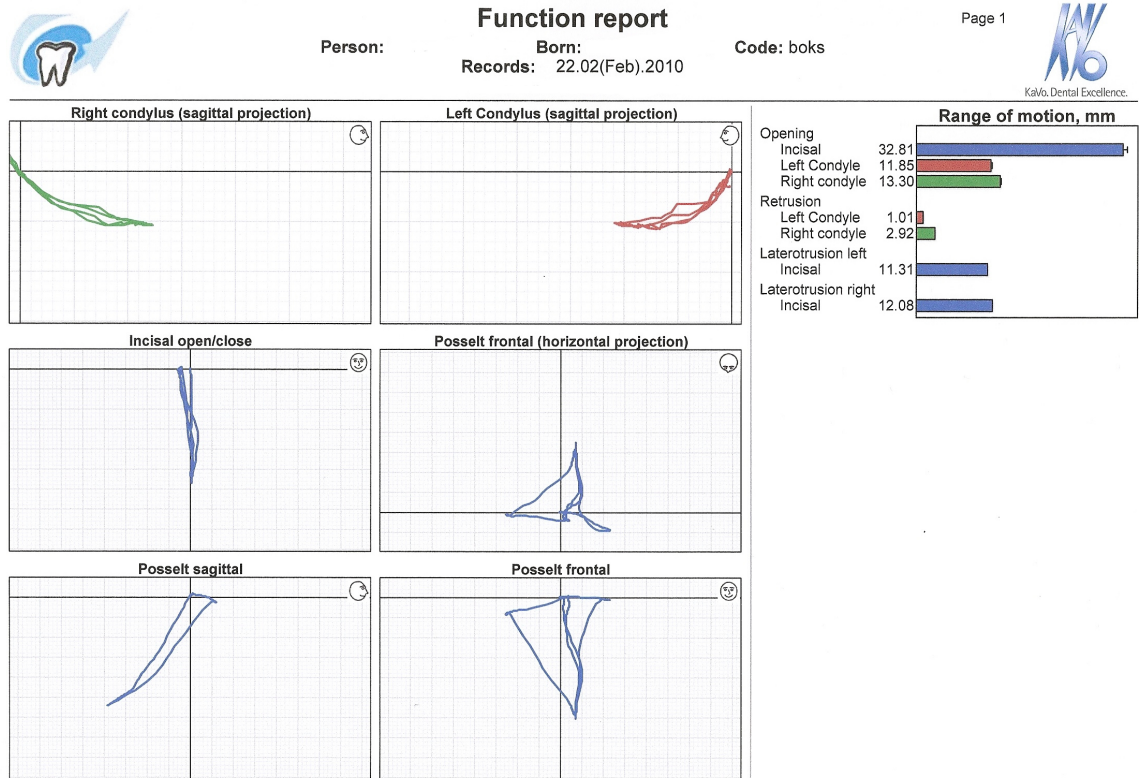 Function report
Page 1
Person: Born: Code: boks
Records: 22.02(Feb).2010
KAVO
KaVo. Dental Excellence.
Right condylus (sagittal projection)
Left Condylus (sagittal projection)
Range of motion, mm
Opening
Incisal 32.81
Left Condyle 11.85
Right condyle 13.30
Retrusion
Left Condyle 1.01
Right condyle 2.92
Laterotrusion left
Incisal 11.31
Laterotrusion right
Incisal 12.08
Incisal open/close
Posselt frontal (horizontal projection)
Posselt sagittal
Posselt frontal